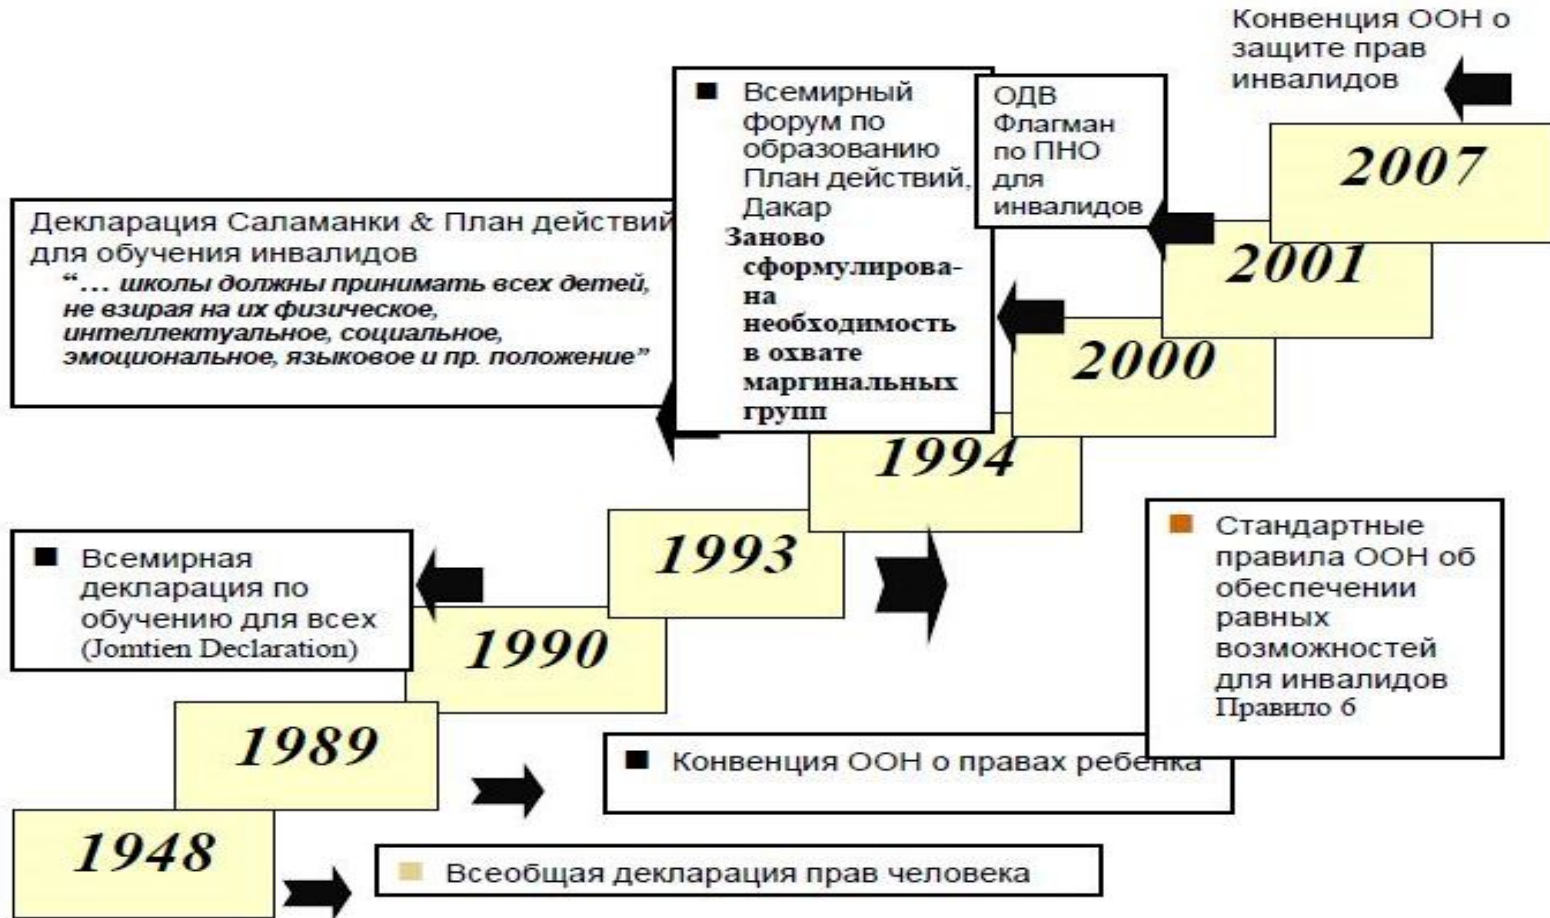 Конвенция ООН о
защите прав
инвалидов
2007
ОДВ
Флагман
по ПНО
для
инвалидов
2001
■ Всемирный
форум по
образованию
План действий,
Дакар
Заново
сформулирова-
на
необходимость
в охвате
маргинальных
групп
2000
Декларация Саламанки & План действий
для обучения инвалидов
“… школы должны принимать всех детей,
не взирая на их физическое,
интеллектуальное, социальное,
эмоциональное, языковое и пр. положение”
1994
1993
■ Стандартные
правила ООН об
обеспечении
равных
возможностей
для инвалидов
Правило 6
■ Всемирная
декларация по
обучению для всех
(Jomtien Declaration)
1990
1989
■ Конвенция ООН о правах ребенка
1948
■ Всеобщая декларация прав человека